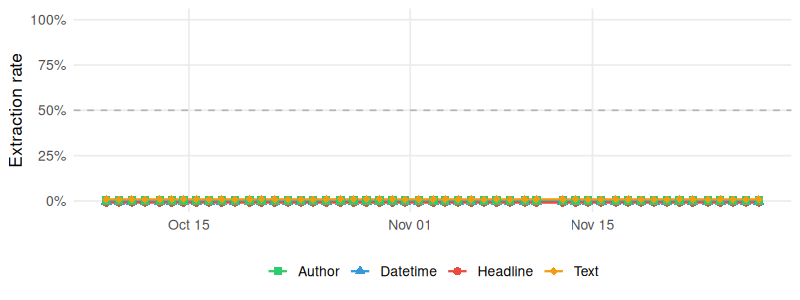 Extraction rate
100%
75%
50%
25%
0%
Oct 15 Nov 01 Nov 15
Author Datetime Headline Text